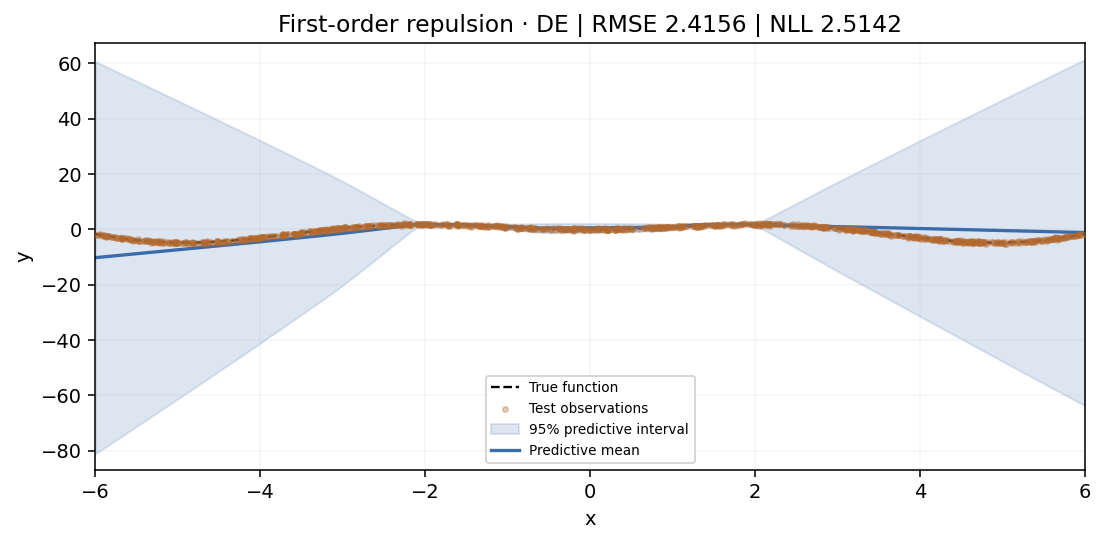 First-order repulsion · DE | RMSE 2.4156 | NLL 2.5142
60
40
20
0
−20
−40
−60
−80
y
True function
Test observations
95% predictive interval
Predictive mean
−6
−4
−2
0
2
4
6
x